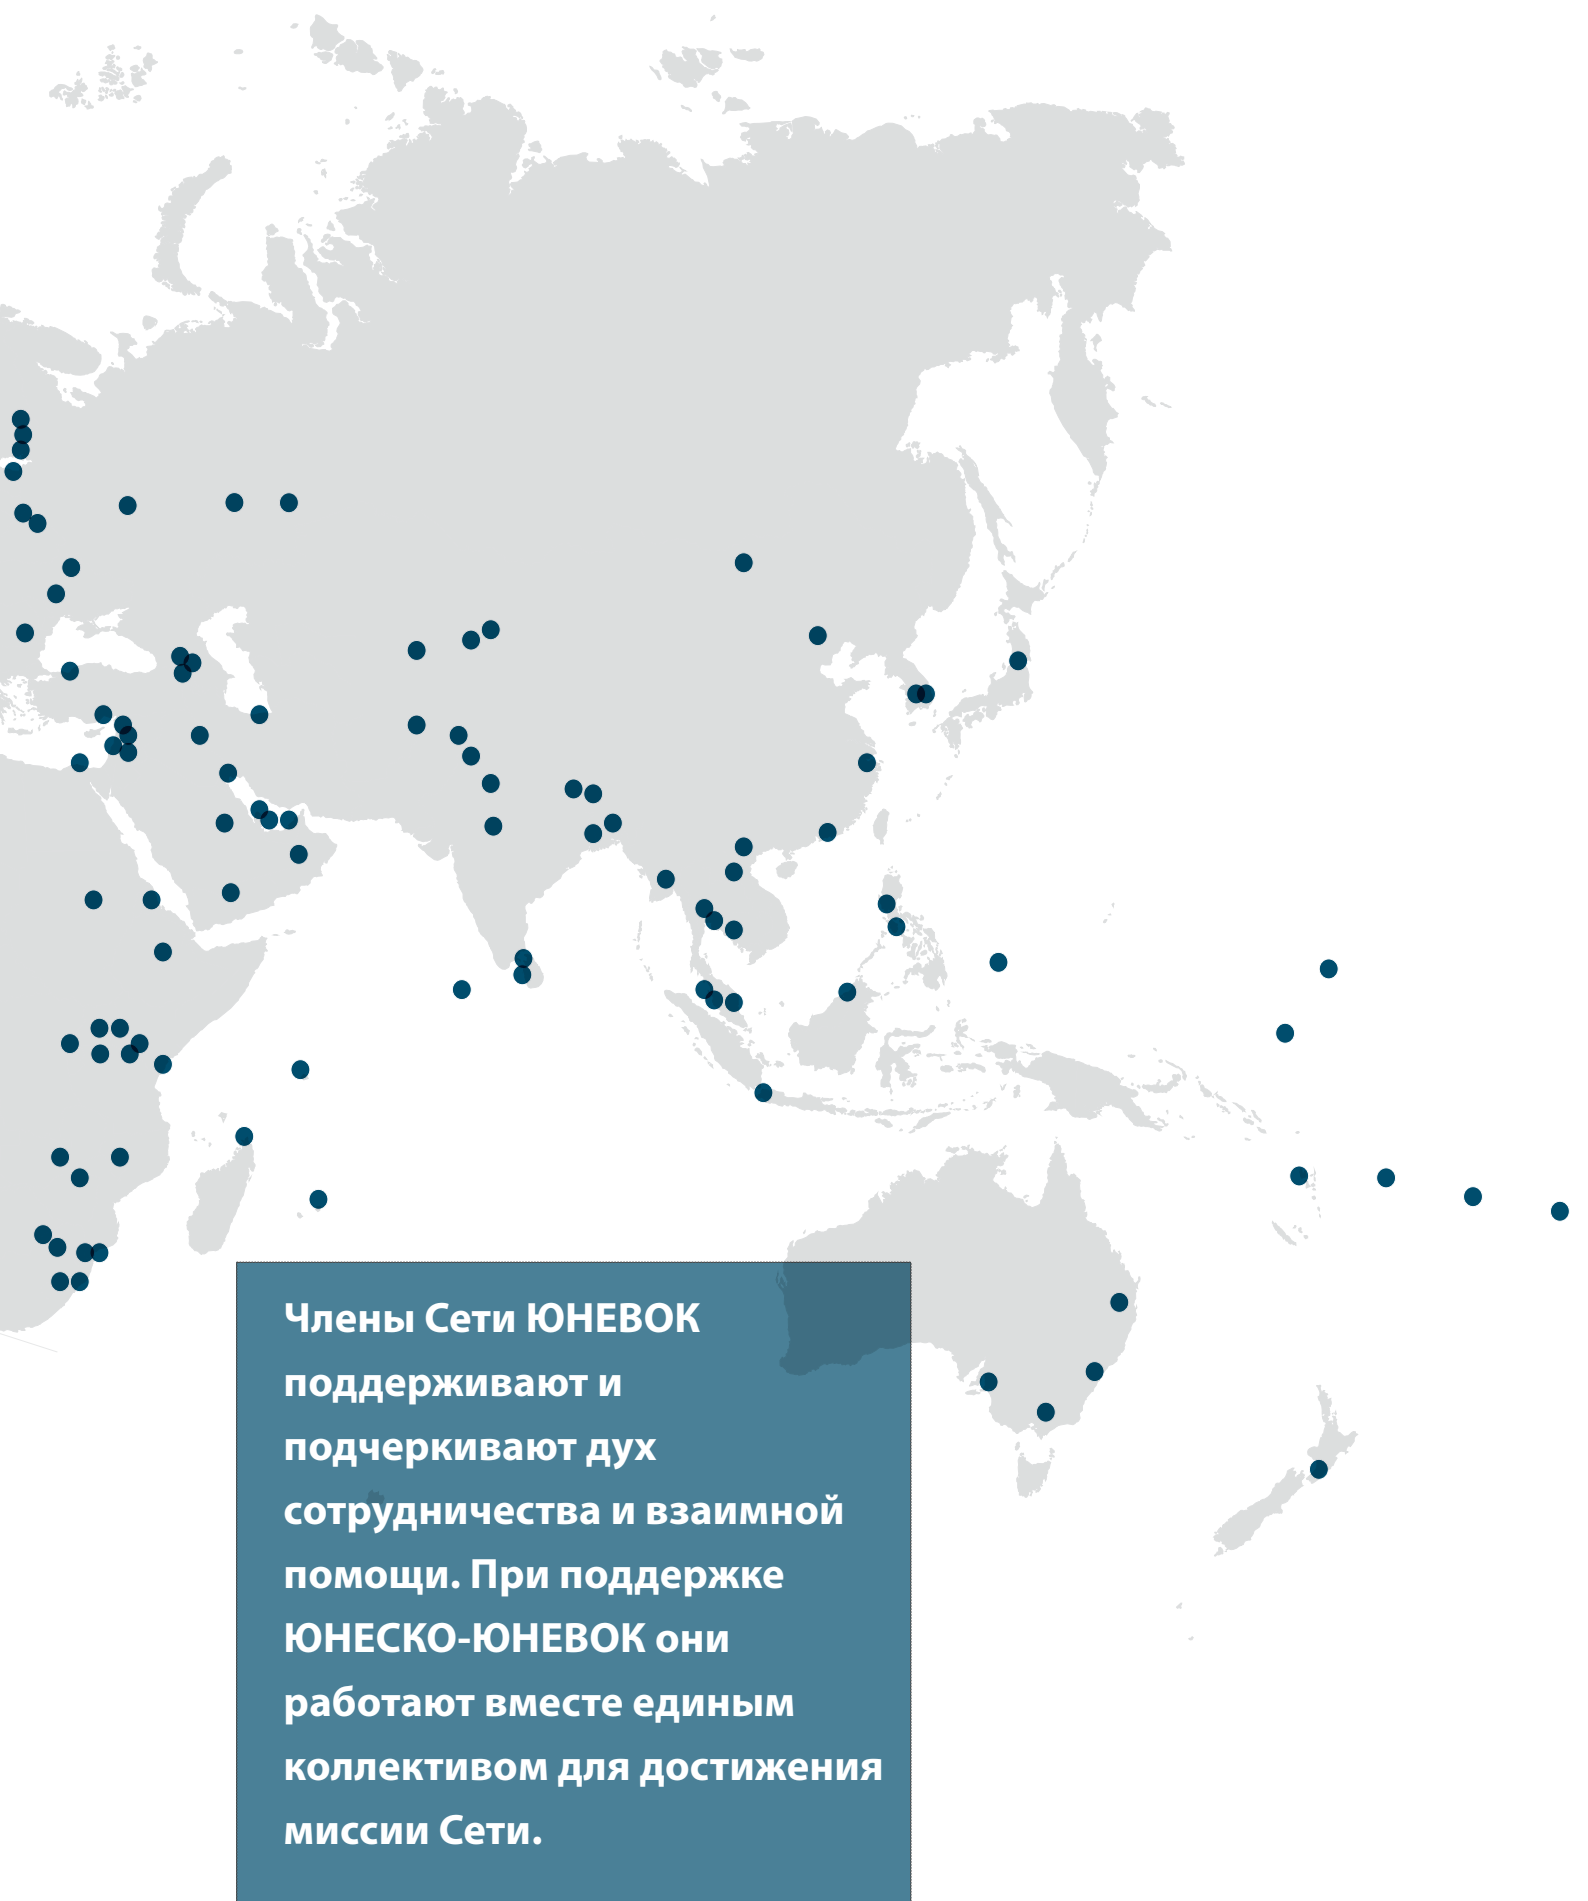 Члены Сети ЮНЕВОК
поддерживают и
подчеркивают дух
сотрудничества и взаимной
помощи. При поддержке
ЮНЕСКО-ЮНЕВОК они
работают вместе единым
коллективом для достижения
миссии Сети.